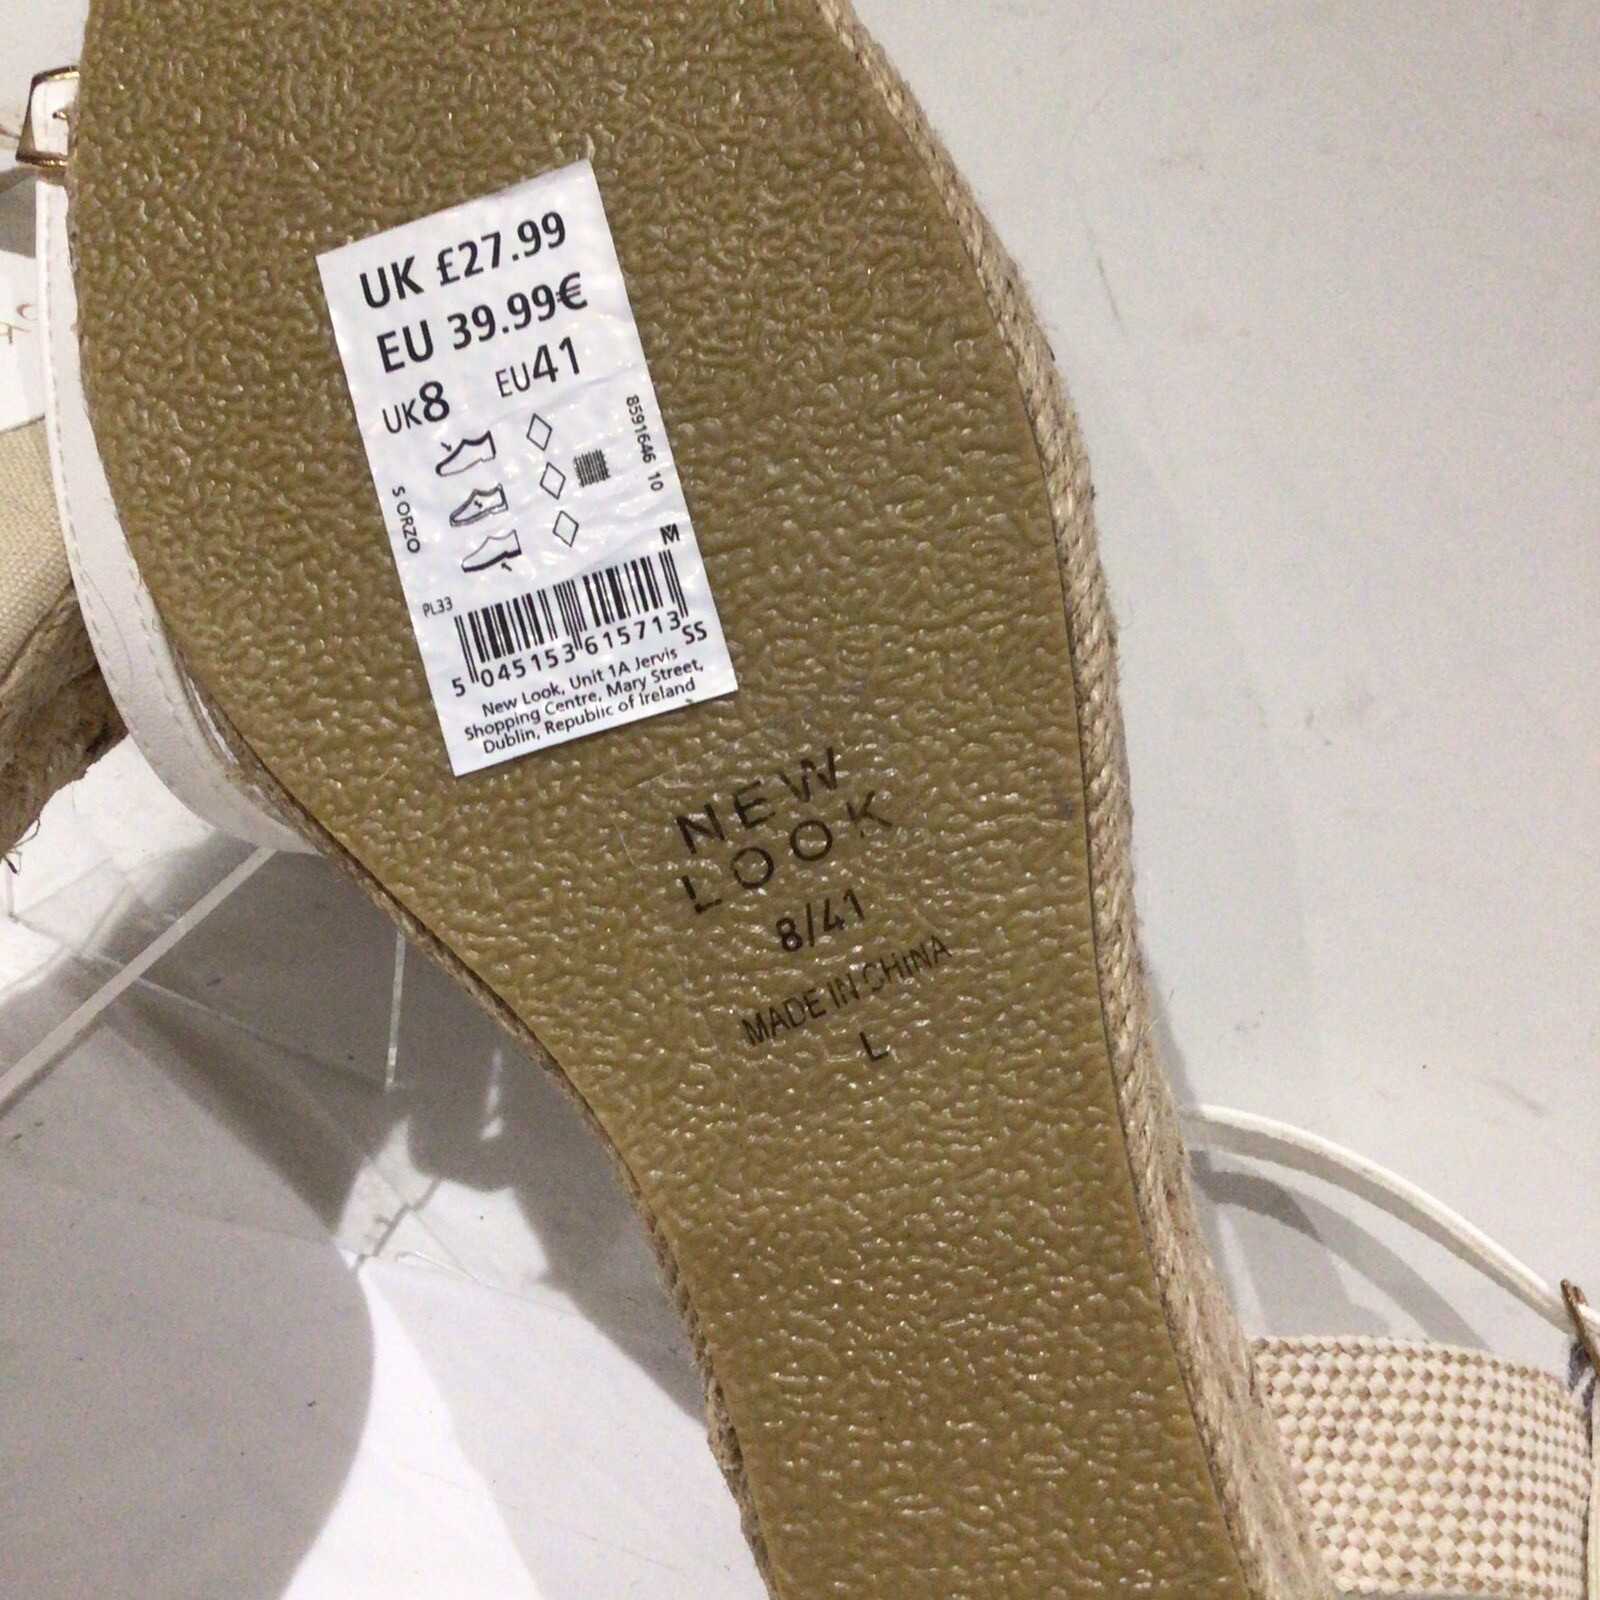 UK £27.99
EU 39.99€
UK8 EU41
8591646 10
S ORZO
M
PL33
5 045153 615713 SS
New Look, Unit 1A Jervis
Shopping Centre, Mary Street,
Dublin, Republic of Ireland
NEW
LOOK
8/41
MADE IN CHINA
L